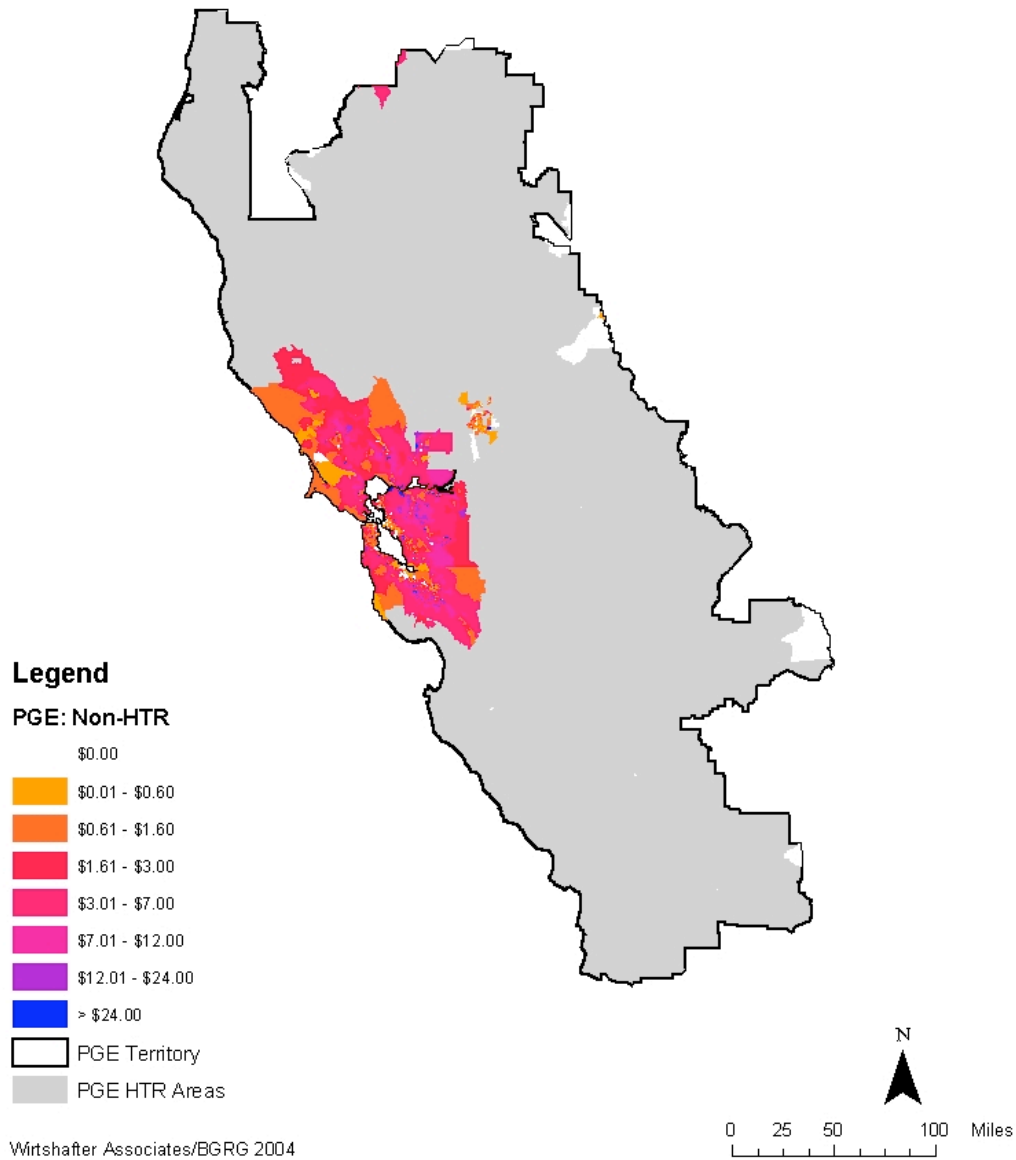 Legend
PGE: Non-HTR
$0.00
$0.01 - $0.60
$0.61 - $1.60
$1.61 - $3.00
$3.01 - $7.00
$7.01 - $12.00
$12.01 - $24.00
> $24.00
PGE Territory
PGE HTR Areas
N
0 25 50 100 Miles
Wirtshafter Associates/BGRG 2004